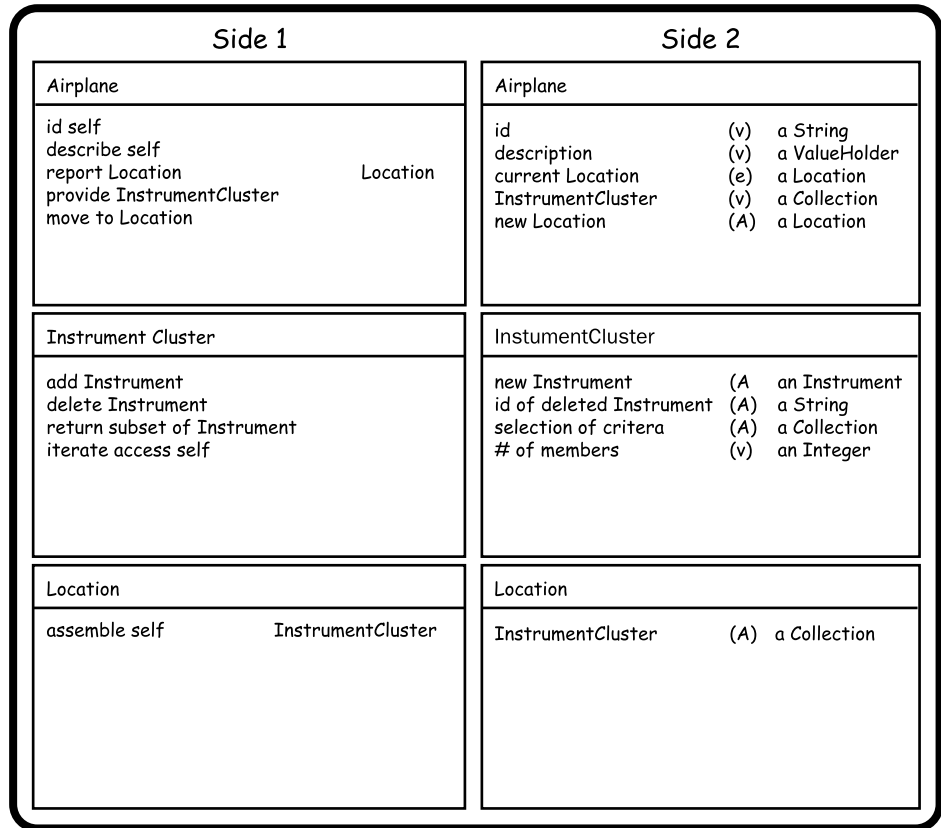 Side 1
Side 2
Airplane
id self
describe self
report Location Location
provide InstrumentCluster
move to Location
Airplane
id (v) a String
description (v) a ValueHolder
current Location (e) a Location
InstrumentCluster (v) a Collection
new Location (A) a Location
Instrument Cluster
add Instrument
delete Instrument
return subset of Instrument
iterate access self
InstumentCluster
new Instrument (A an Instrument
id of deleted Instrument (A) a String
selection of critera (A) a Collection
# of members (v) an Integer
Location
assemble self InstrumentCluster
Location
InstrumentCluster (A) a Collection